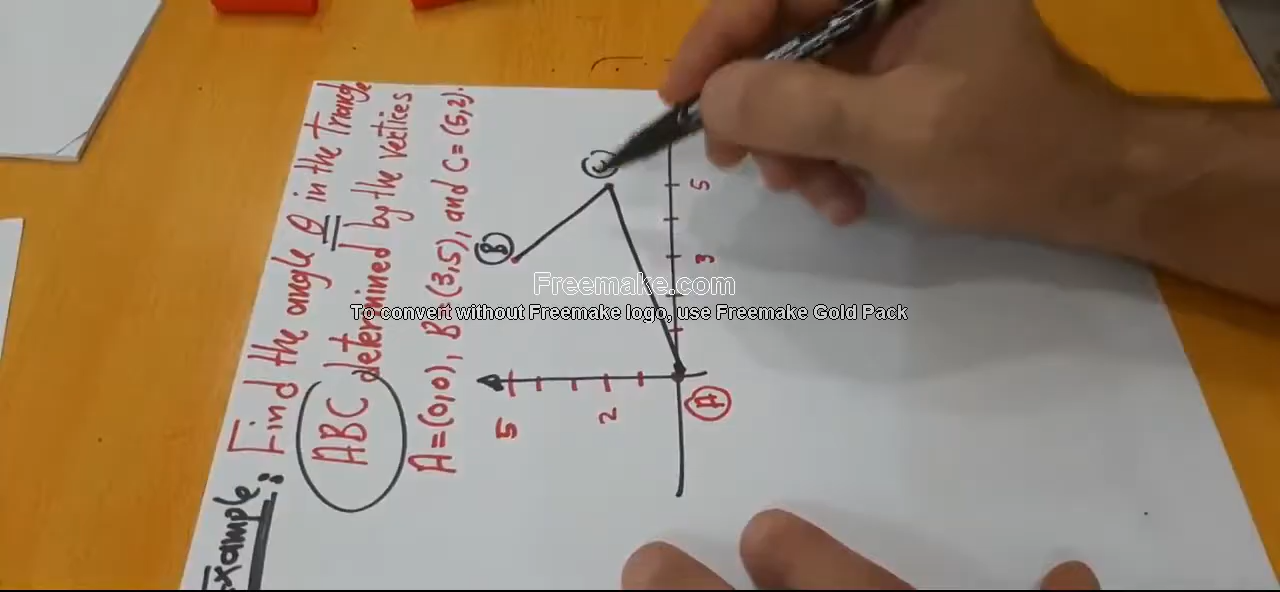 Example: Find the angle θ in the triangle
ABC determined by the vertices
A=(0,0), B=(3,5), and C=(5,2).
B
C
5
2
A
3
5
Freemake.com
To convert without Freemake logo, use Freemake Gold Pack